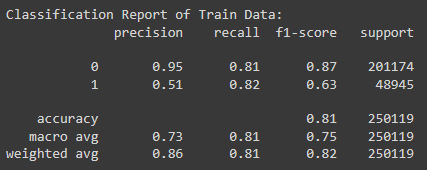 Classification Report of Train Data:
precision recall f1-score support
0 0.95 0.81 0.87 201174
1 0.51 0.82 0.63 48945
accuracy 0.81 250119
macro avg 0.73 0.81 0.75 250119
weighted avg 0.86 0.81 0.82 250119